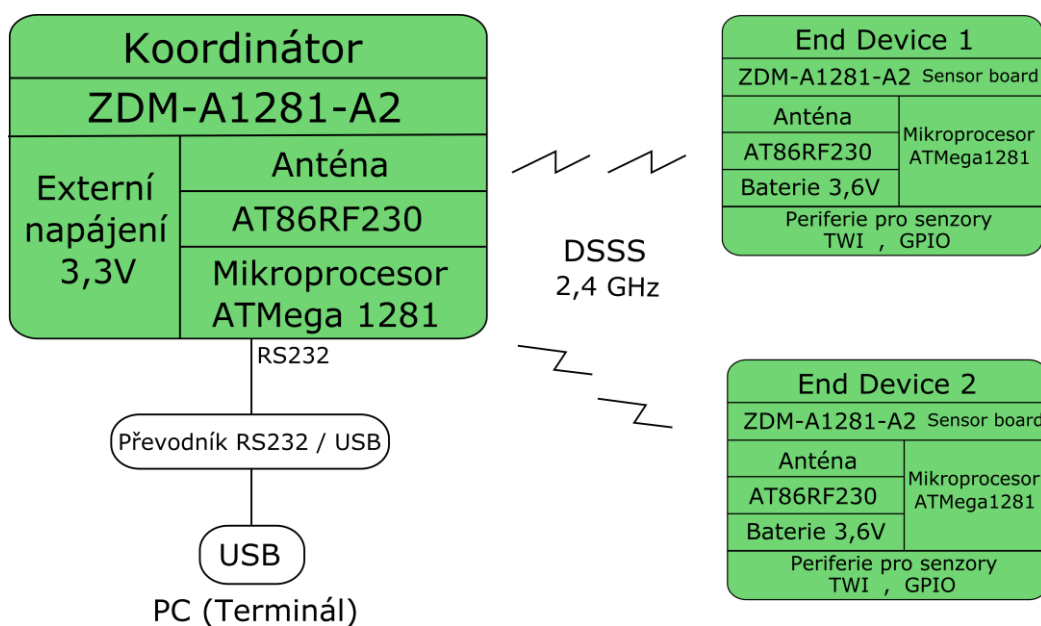 Koordinátor
ZDM-A1281-A2
Externí
napájení
3,3V
Anténa
AT86RF230
Mikroprocesor
ATMega 1281
RS232
Převodník RS232 / USB
USB
PC (Terminál)
DSSS
2,4 GHz
End Device 1
ZDM-A1281-A2 Sensor board
Anténa
AT86RF230
Baterie 3,6V
Mikroprocesor
ATMega1281
Periferie pro senzory
TWI , GPIO
End Device 2
ZDM-A1281-A2 Sensor board
Anténa
AT86RF230
Baterie 3,6V
Mikroprocesor
ATMega1281
Periferie pro senzory
TWI , GPIO